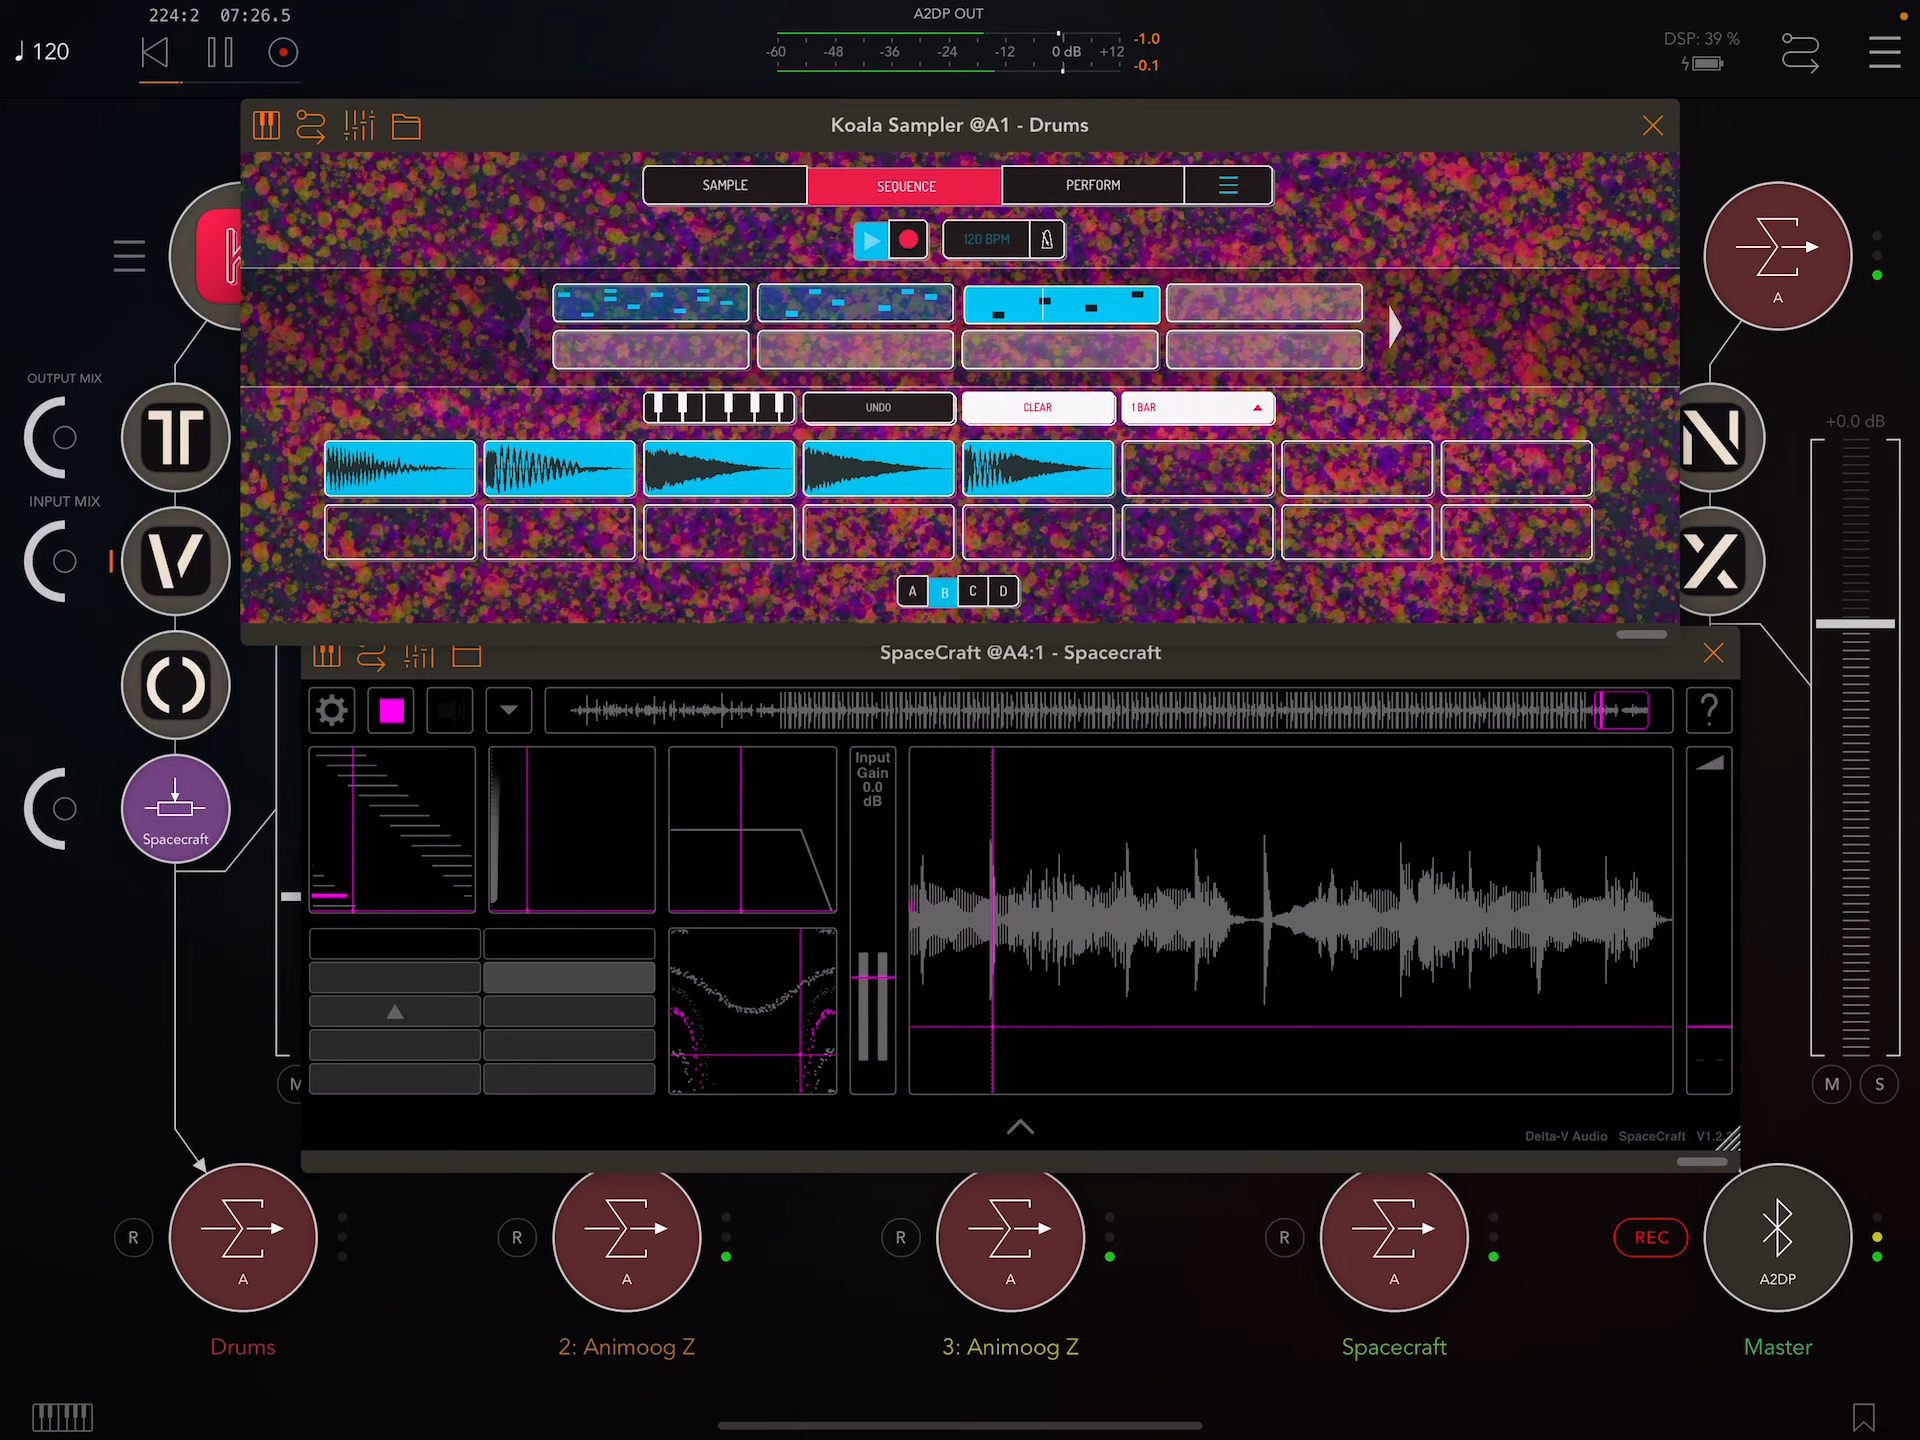 224:2 07:26.5
♩ 120
A2DP OUT
-60 -48 -36 -24 -12 0 dB +12
-1.0
-0.1
DSP: 39 %
Koala Sampler @A1 - Drums
SAMPLE SEQUENCE PERFORM
120 BPM
UNDO CLEAR 1 BAR
A B C D
OUTPUT MIX
INPUT MIX
Spacecraft
A
+0.0 dB
SpaceCraft @A4:1 - Spacecraft
?
Input
Gain
0.0
dB
Delta-V Audio SpaceCraft V1.2
M
M S
R A
R A
R A
R A
REC A2DP
Drums
2: Animoog Z
3: Animoog Z
Spacecraft
Master